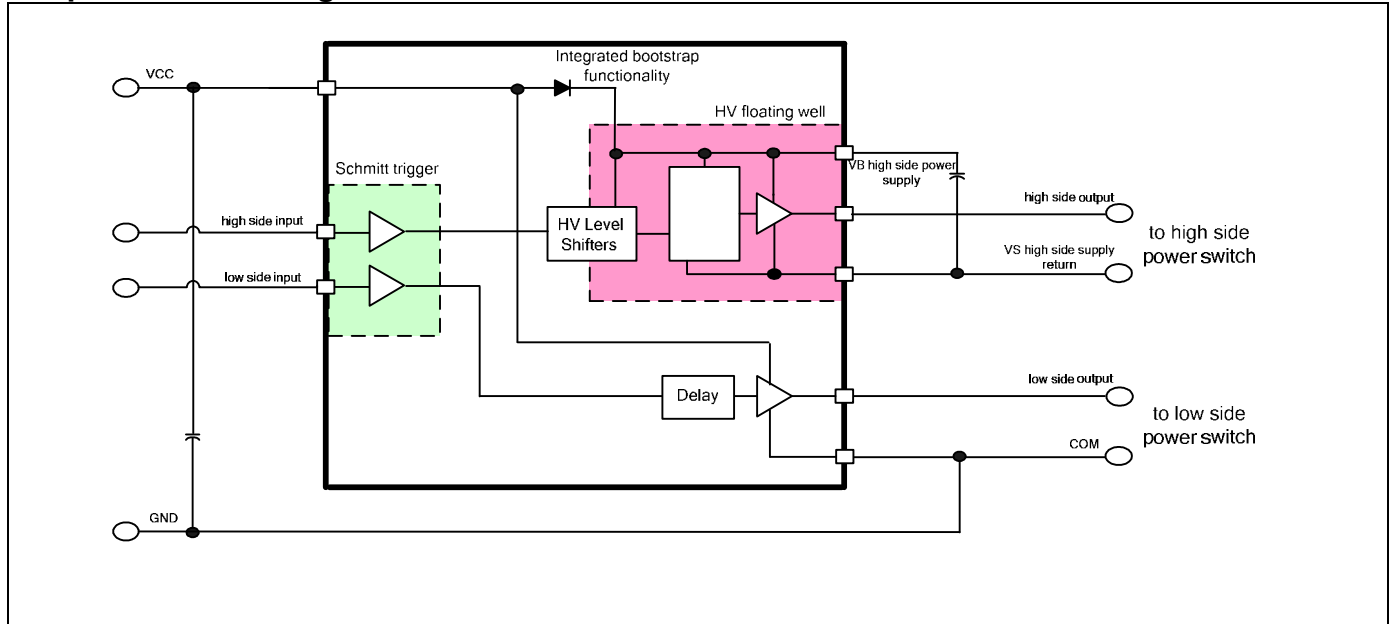 Integrated bootstrap
functionality
VCC
HV floating well
Schmitt trigger
VB high side power
supply
high side output
high side input
HV Level
Shifters
to high side
power switch
VS high side supply
return
low side input
low side output
Delay
to low side
power switch
COM
GND